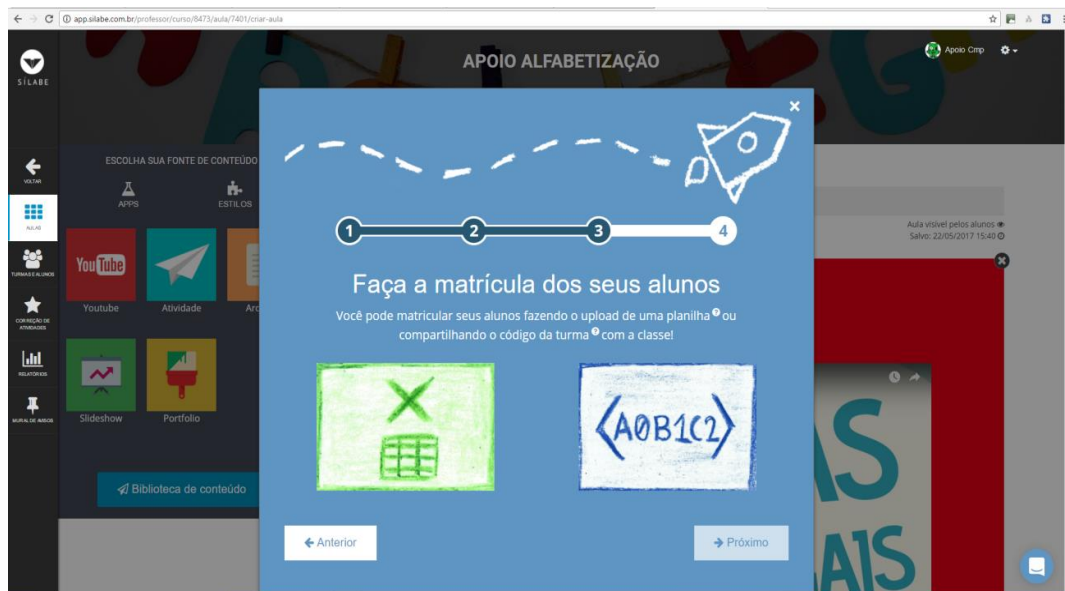 app.silabe.com.br/professor/curso/8473/aula/7401/criar-aula
SÍLABE
APOIO ALFABETIZAÇÃO
Apoio Cmp
VOLTAR
AULAS
TURMAS E ALUNOS
CORREÇÃO DE
ATIVIDADES
RELATÓRIOS
MURAL DE AVISOS
ESCOLHA SUA FONTE DE CONTEÚDO
APPS
ESTILOS
You Tube
Youtube
Atividade
Slideshow
Portfolio
Biblioteca de conteúdo
×
1
2
3
4
Faça a matrícula dos seus alunos
Você pode matricular seus alunos fazendo o upload de uma planilha ou
compartilhando o código da turma com a classe!
X
<A0B1C2>
Anterior
Próximo
Aula visível pelos alunos
Salvo: 22/05/2017 15:40